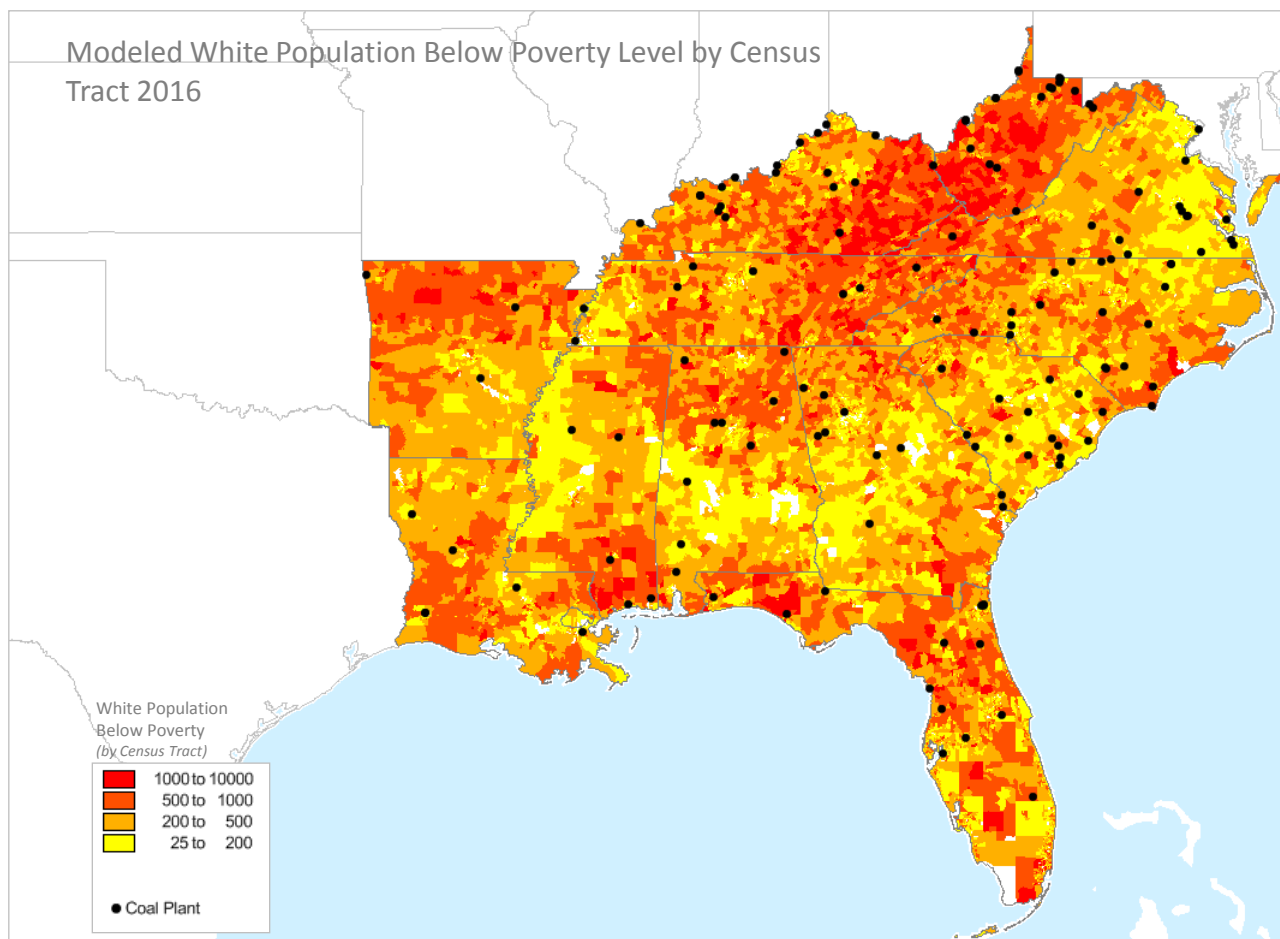 Modeled White Population Below Poverty Level by Census
Tract 2016
White Population
Below Poverty
(by Census Tract)
1000 to 10000
500 to 1000
200 to 500
25 to 200
Coal Plant